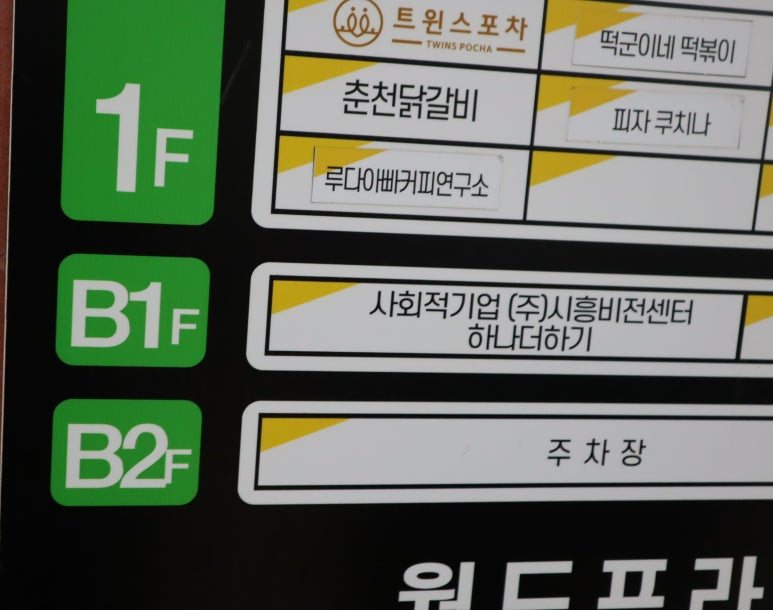 트윈스포차
TWINS POCHA
떡군이네 떡볶이
1F
춘천닭갈비
피자 쿠치나
루다아빠커피연구소
B1F
사회적기업 (주)시흥비전센터
하나더하기
B2F
주차장